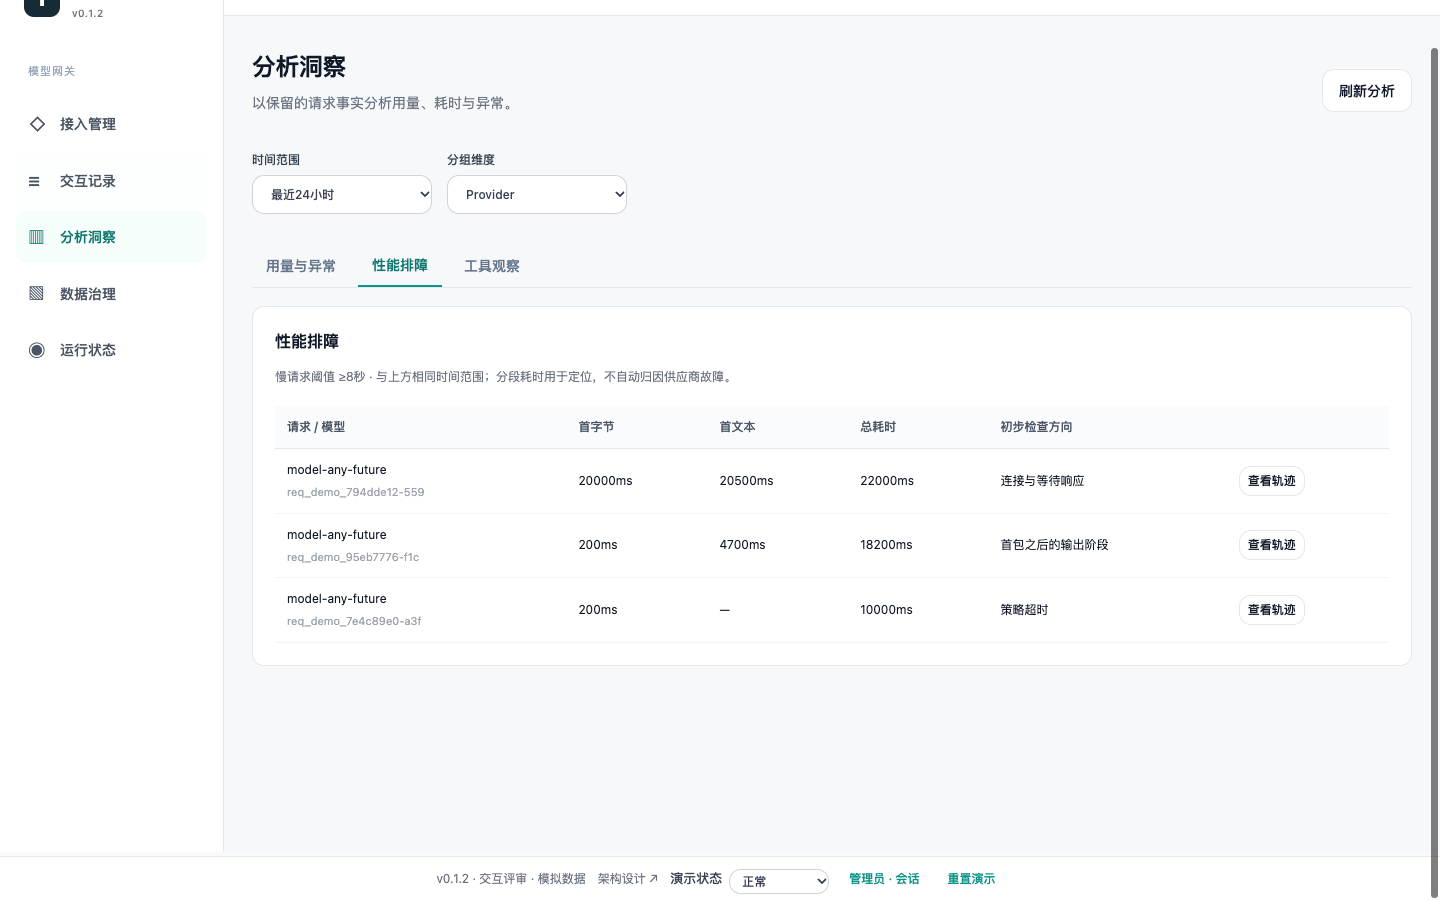 v0.1.2
模型网关
接入管理
交互记录
分析洞察
数据治理
运行状态
分析洞察
以保留的请求事实分析用量、耗时与异常。
刷新分析
时间范围
分组维度
最近24小时
Provider
用量与异常
性能排障
工具观察
性能排障
慢请求阈值 ≥8秒 · 与上方相同时间范围；分段耗时用于定位，不自动归因供应商故障。
请求 / 模型 首字节 首文本 总耗时 初步检查方向
model-any-future
req_demo_794dde12-559
20000ms 20500ms 22000ms 连接与等待响应 查看轨迹
model-any-future
req_demo_95eb7776-f1c
200ms 4700ms 18200ms 首包之后的输出阶段 查看轨迹
model-any-future
req_demo_7e4c89e0-a3f
200ms — 10000ms 策略超时 查看轨迹
v0.1.2 · 交互评审 · 模拟数据 架构设计 ↗ 演示状态 正常 管理员 · 会话 重置演示